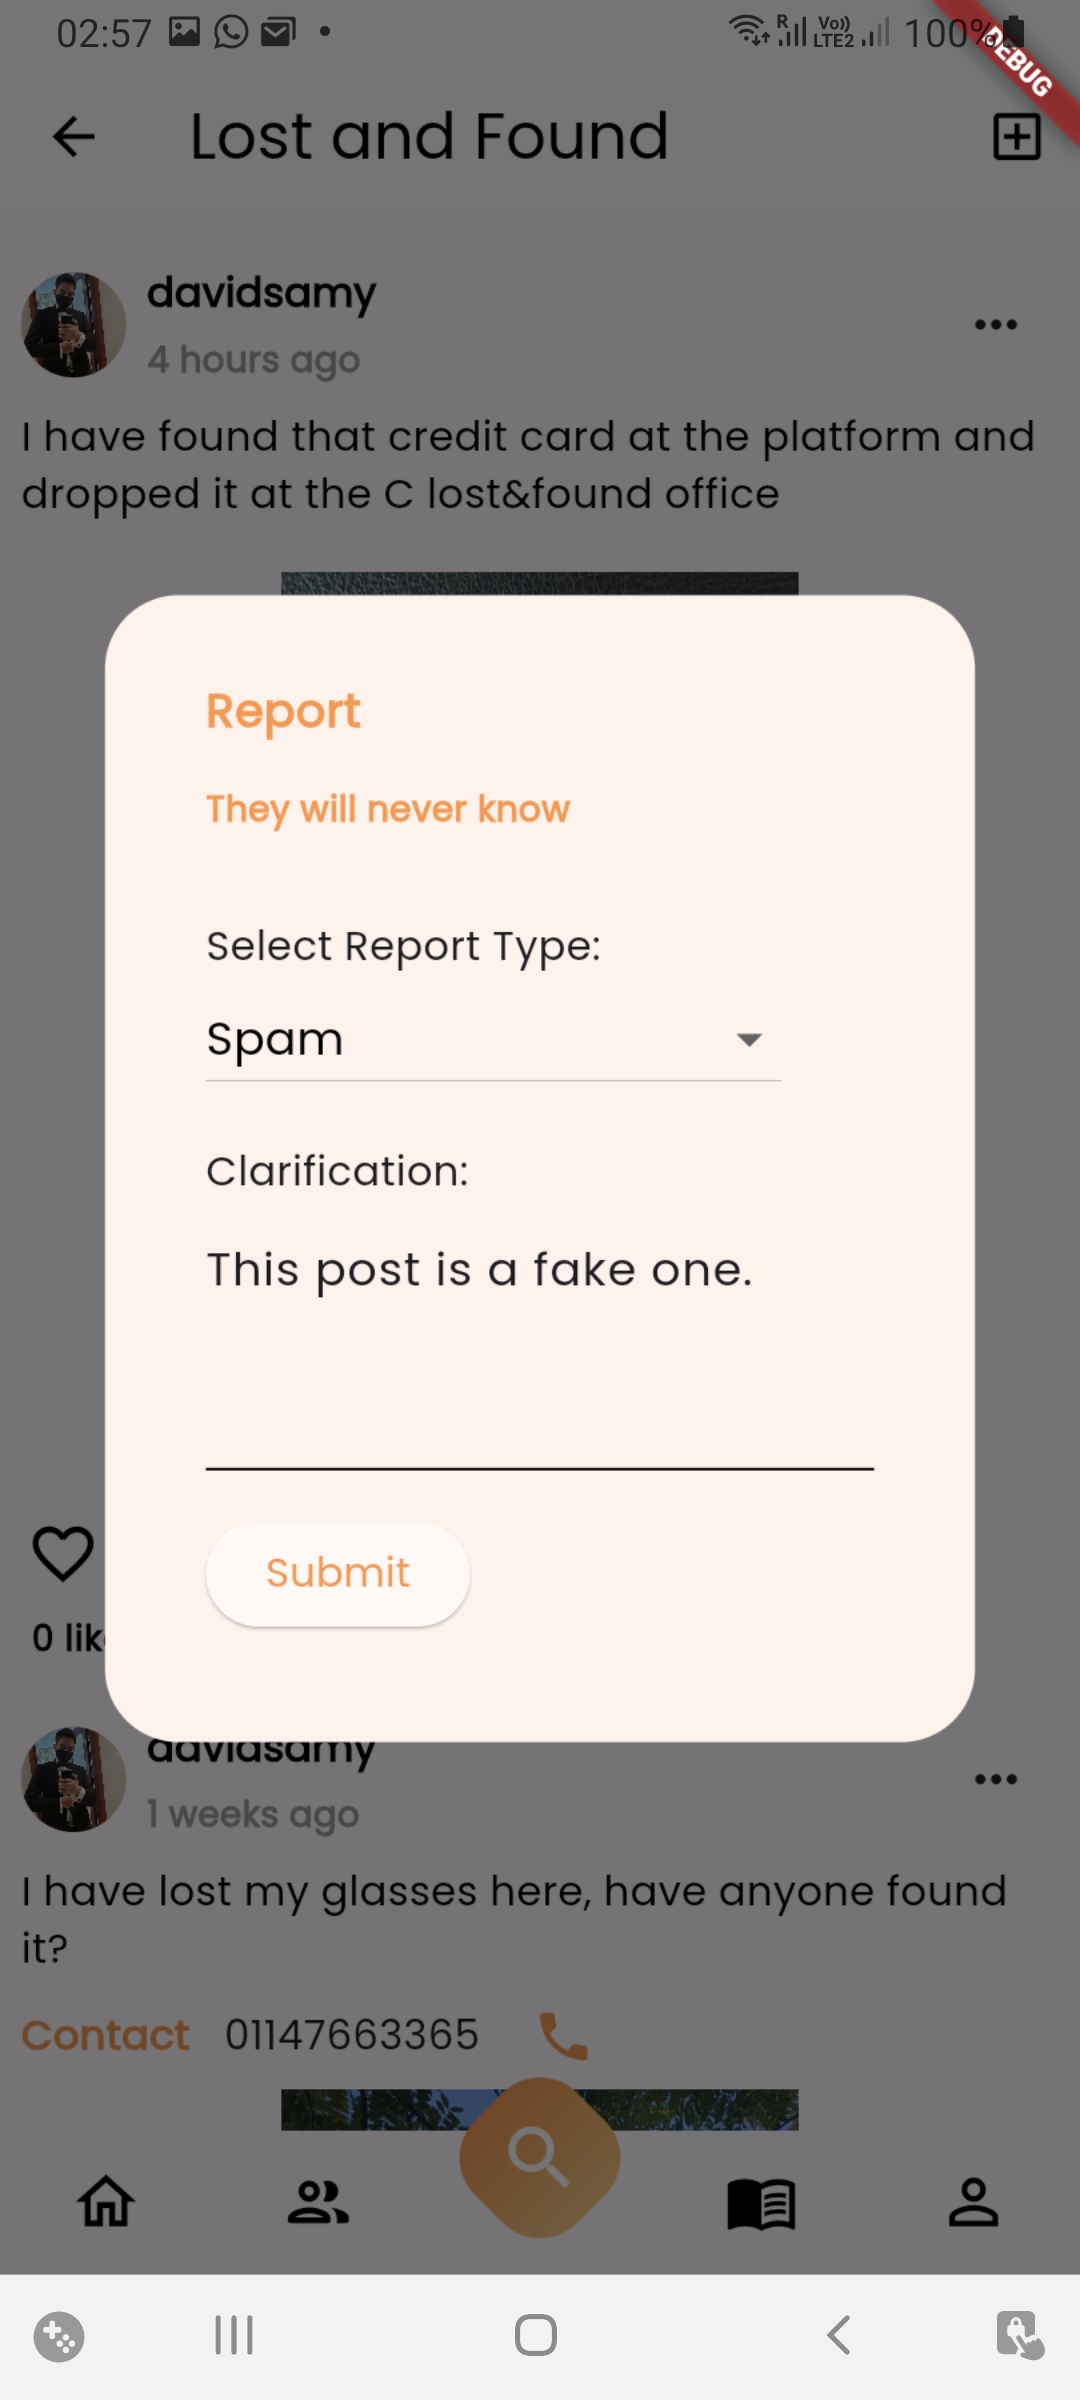 02:57
R
Vo))
LTE2
100%
DEBUG
Lost and Found
davidsamy
4 hours ago
I have found that credit card at the platform and
dropped it at the C lost&found office
Report
They will never know
Select Report Type:
Spam
Clarification:
This post is a fake one.
Submit
0 lik
davidsamy
1 weeks ago
I have lost my glasses here, have anyone found
it?
Contact 01147663365